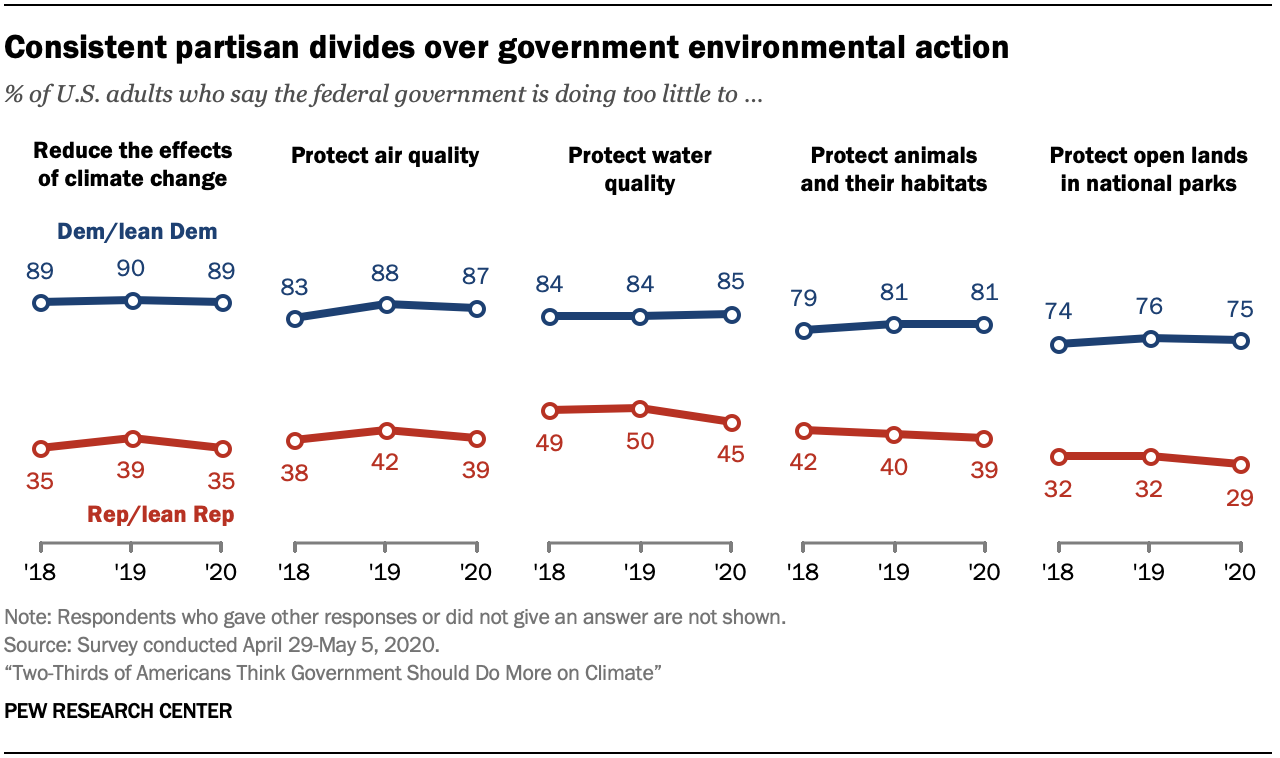 Consistent partisan divides over government environmental action
% of U.S. adults who say the federal government is doing too little to ...
Reduce the effects
of climate change
Dem/lean Dem
89 90 89
35 39 35
Rep/lean Rep
'18 '19 '20
Protect air quality
83 88 87
38 42 39
'18 '19 '20
Protect water
quality
84 84 85
49 50 45
'18 '19 '20
Protect animals
and their habitats
79 81 81
42 40 39
'18 '19 '20
Protect open lands
in national parks
74 76 75
32 32 29
'18 '19 '20
Note: Respondents who gave other responses or did not give an answer are not shown.
Source: Survey conducted April 29-May 5, 2020.
“Two-Thirds of Americans Think Government Should Do More on Climate”
PEW RESEARCH CENTER